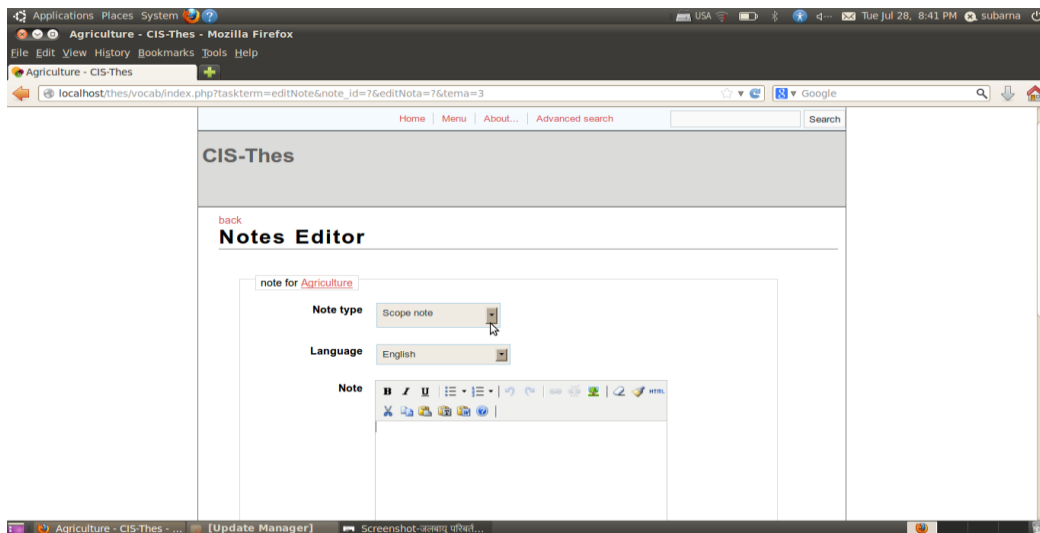 Applications Places System USA Tue Jul 28, 8:41 PM subarna
Agriculture - CIS-Thes - Mozilla Firefox
File Edit View History Bookmarks Tools Help
Agriculture - CIS-Thes
localhost/thes/vocab/index.php?taskterm=editNote&note_id=?&editNota=?&tema=3 Google
Home Menu About... Advanced search Search
CIS-Thes
back
Notes Editor
note for Agriculture
Note type Scope note
Language English
Note B I U HTML
Agriculture - CIS-Thes - ... [Update Manager] Screenshot-जलबायु परिबर्त...